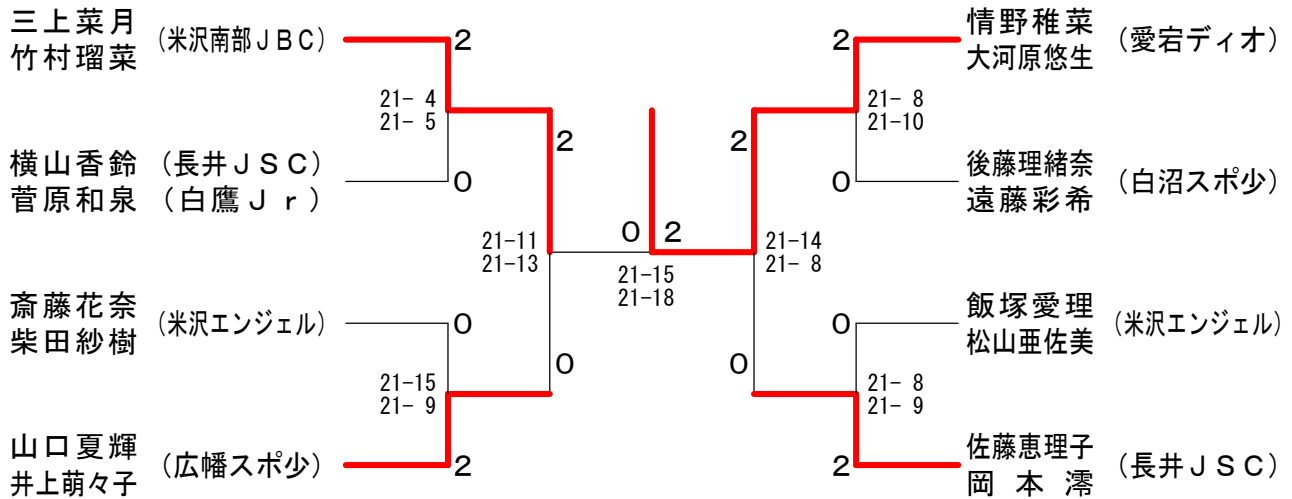 三上菜月
竹村瑠菜
(米沢南部ＪＢＣ)
2
21- 4
21- 5
横山香鈴 (長井ＪＳＣ)
菅原和泉 (白鷹Ｊｒ)
0
2
21-11
21-13
斎藤花奈
柴田紗樹
(米沢エンジェル)
0
21-15
21- 9
0
山口夏輝
井上萌々子
(広幡スポ少)
2
0 2
21-15
21-18
2
情野稚菜
大河原悠生
(愛宕ディオ)
21- 8
21-10
2
0
後藤理緒奈
遠藤彩希
(白沼スポ少)
21-14
21- 8
0
飯塚愛理
松山亜佐美
(米沢エンジェル)
0
21- 8
21- 9
2
佐藤恵理子
岡本澪
(長井ＪＳＣ)